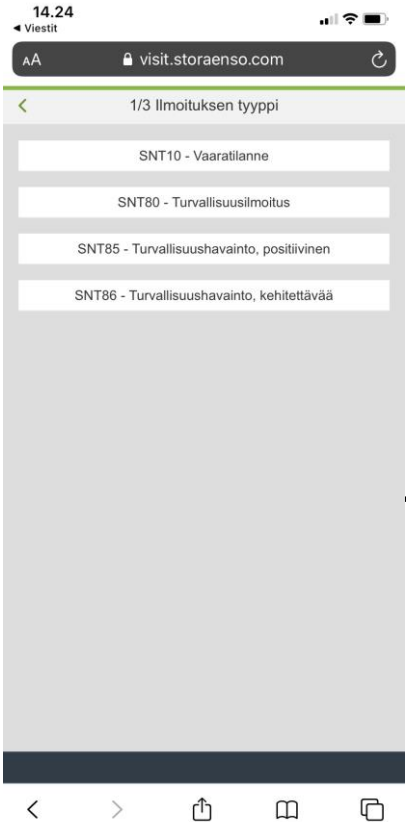 14.24
◀ Viestit
AA visit.storaenso.com
1/3 Ilmoituksen tyyppi
SNT10 - Vaaratilanne
SNT80 - Turvallisuusilmoitus
SNT85 - Turvallisuushavainto, positiivinen
SNT86 - Turvallisuushavainto, kehitettävää